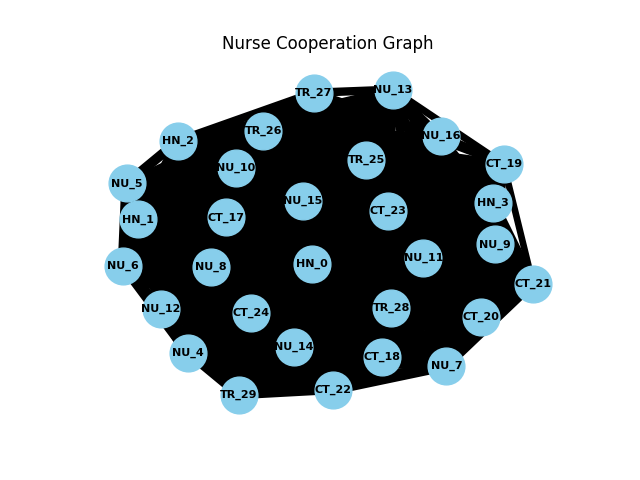 Nurse Cooperation Graph
TR_27
NU_13
TR_26
NU_16
HN_2
TR_25
CT_19
NU_10
NU_5
NU_15
HN_3
CT_23
CT_17
HN_1
NU_9
NU_11
HN_0
NU_6
NU_8
CT_21
TR_28
NU_12
CT_24
CT_20
NU_14
NU_4
CT_18
NU_7
CT_22
TR_29